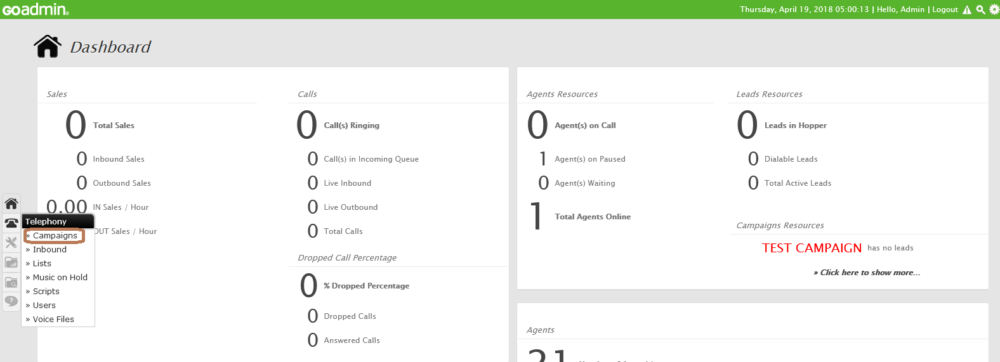 GOadmin®
Thursday, April 19, 2018 05:00:13 | Hello, Admin | Logout
Dashboard
Sales
0 Total Sales
0 Inbound Sales
0 Outbound Sales
0.00 IN Sales / Hour
OUT Sales / Hour
Calls
0 Call(s) Ringing
0 Call(s) in Incoming Queue
0 Live Inbound
0 Live Outbound
0 Total Calls
Dropped Call Percentage
0 % Dropped Percentage
0 Dropped Calls
0 Answered Calls
Agents Resources
0 Agent(s) on Call
1 Agent(s) on Paused
0 Agent(s) Waiting
1 Total Agents Online
Leads Resources
0 Leads in Hopper
0 Dialable Leads
0 Total Active Leads
Campaigns Resources
TEST CAMPAIGN has no leads
» Click here to show more...
Agents
21
Telephony
» Campaigns
» Inbound
» Lists
» Music on Hold
» Scripts
» Users
» Voice Files